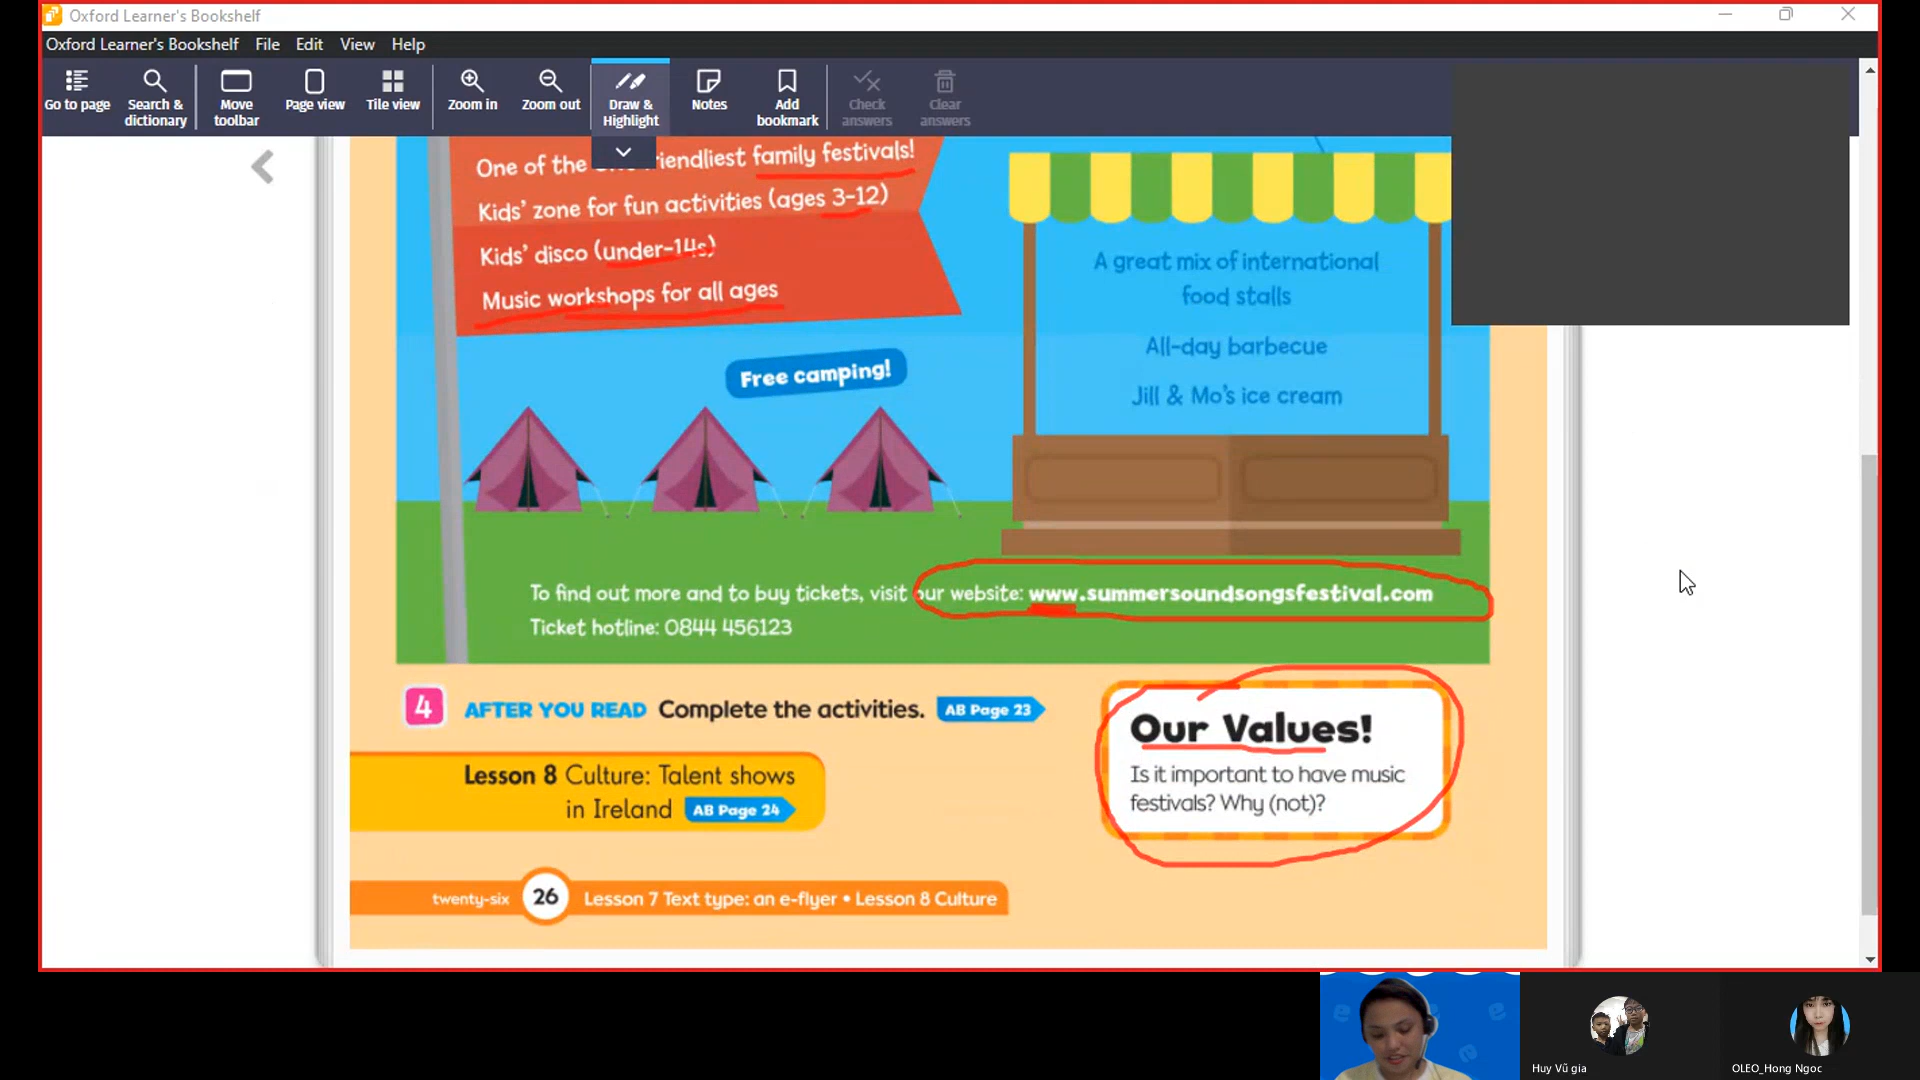 Oxford Learner's Bookshelf
Oxford Learner's Bookshelf File Edit View Help
Go to page
Search & dictionary
Move toolbar
Page view
Tile view
Zoom in
Zoom out
Draw & Highlight
Notes
Add bookmark
Check answers
Clear answers
One of the riendliest family festivals!
Kids' zone for fun activities (ages 3-12)
Kids' disco (under-14s)
Music workshops for all ages
Free camping!
A great mix of international
food stalls
All-day barbecue
Jill & Mo's ice cream
To find out more and to buy tickets, visit our website: www.summersoundsongsfestival.com
Ticket hotline: 0844 456123
4 AFTER YOU READ Complete the activities. AB Page 23
Our Values!
Is it important to have music
festivals? Why (not)?
Lesson 8 Culture: Talent shows
in Ireland AB Page 24
twenty-six 26 Lesson 7 Text type: an e-flyer • Lesson 8 Culture
Huy Vũ gia
OLEO_Hong Ngoc